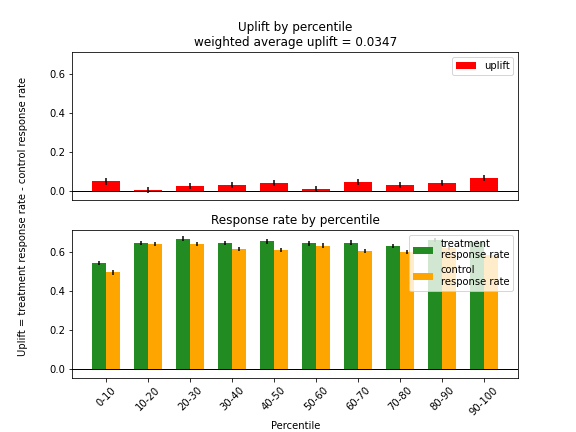 Uplift by percentile
weighted average uplift = 0.0347
uplift
0.6
0.4
0.2
0.0
Uplift = treatment response rate - control response rate
Response rate by percentile
treatment
response rate
control
response rate
0.6
0.4
0.2
0.0
0-10
10-20
20-30
30-40
40-50
50-60
60-70
70-80
80-90
90-100
Percentile